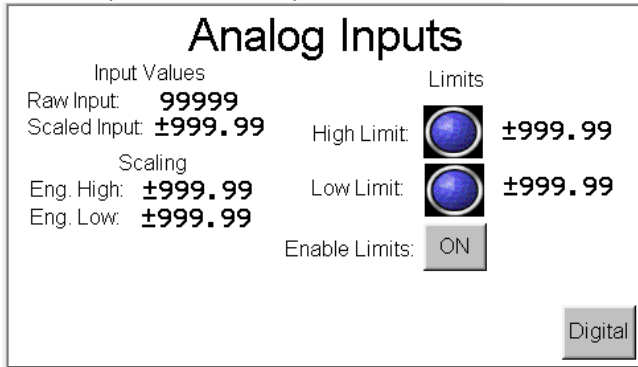 Analog Inputs
Input Values
Raw Input: 99999
Scaled Input: ±999.99
Scaling
Eng. High: ±999.99
Eng. Low: ±999.99
Limits
High Limit: ±999.99
Low Limit: ±999.99
Enable Limits: ON
Digital